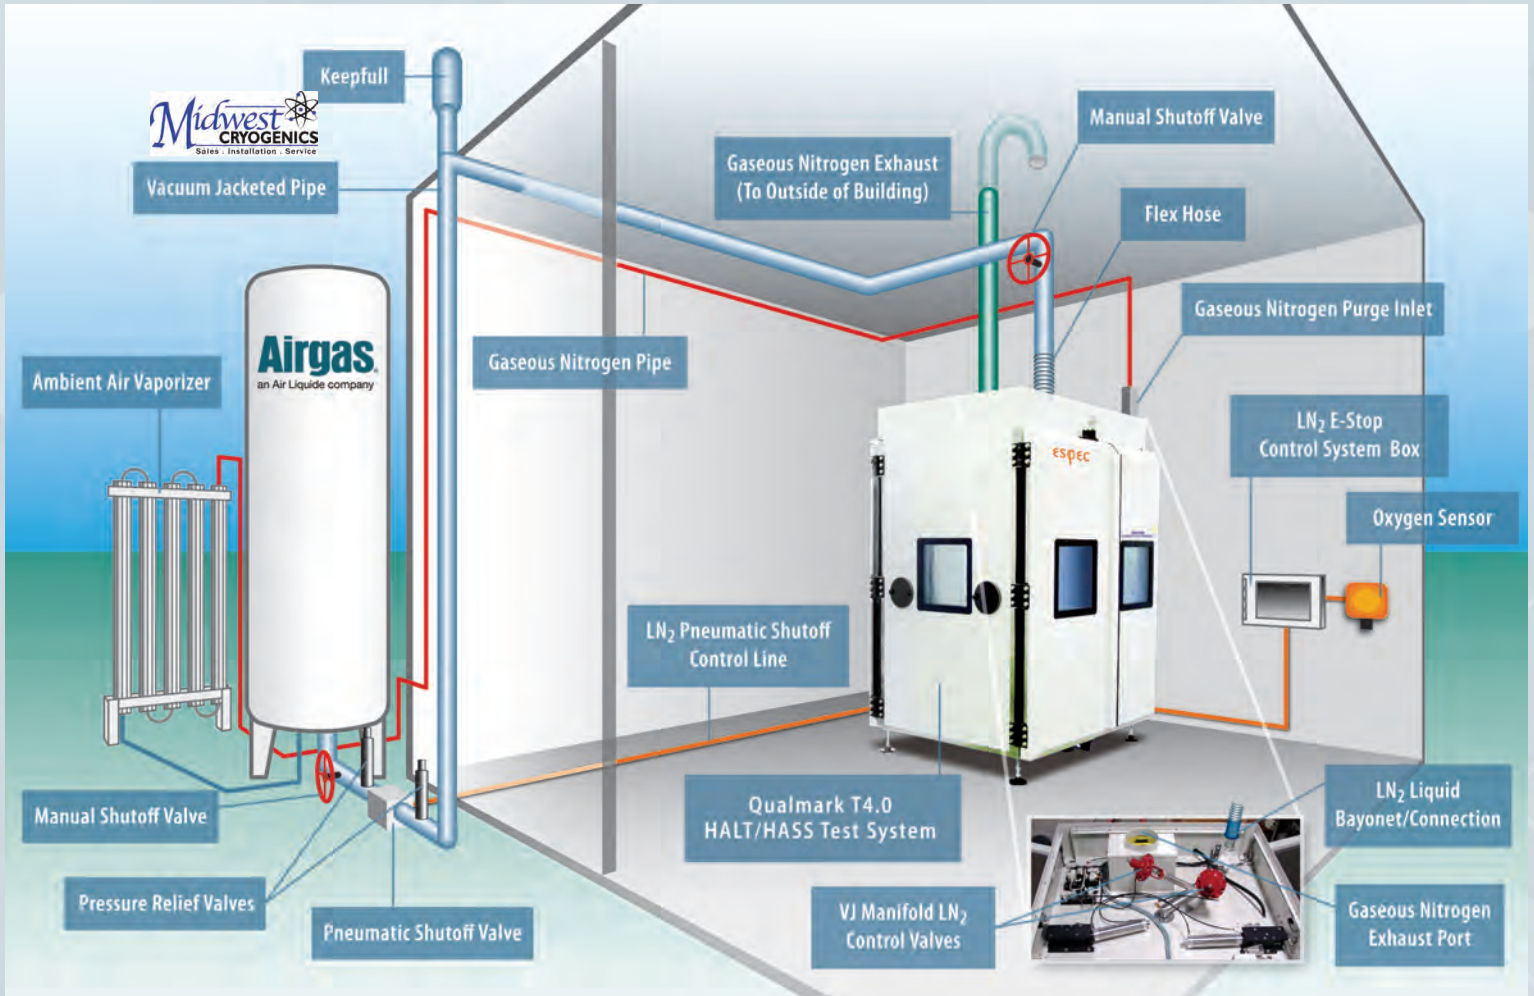 Keepfull
Midwest
CRYOGENICS
Sales . Installation . Service
Manual Shutoff Valve
Gaseous Nitrogen Exhaust
(To Outside of Building)
Vacuum Jacketed Pipe
Flex Hose
Gaseous Nitrogen Purge Inlet
Airgas
an Air Liquide company
Gaseous Nitrogen Pipe
Ambient Air Vaporizer
LN₂ E-Stop
Control System Box
ESPEC
Oxygen Sensor
LN₂ Pneumatic Shutoff
Control Line
Manual Shutoff Valve
Qualmark T4.0
HALT/HASS Test System
LN₂ Liquid
Bayonet/Connection
Pressure Relief Valves
Pneumatic Shutoff Valve
VJ Manifold LN₂
Control Valves
Gaseous Nitrogen
Exhaust Port